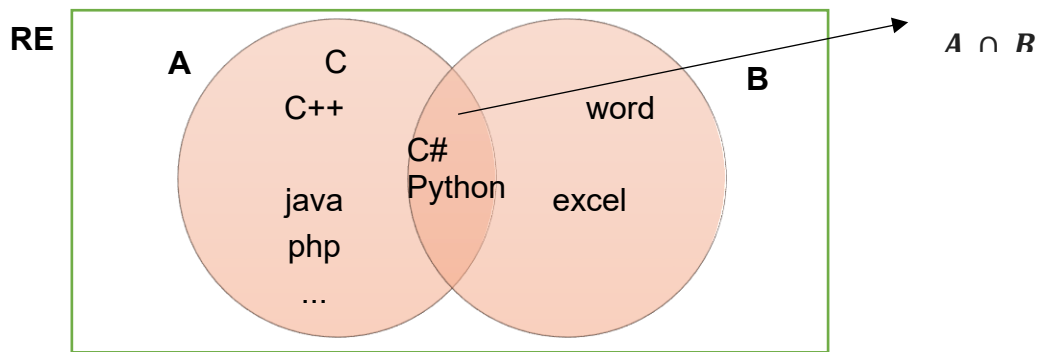 RE
A
B
A ∩ B
C
C++
java
php
...
C#
Python
word
excel